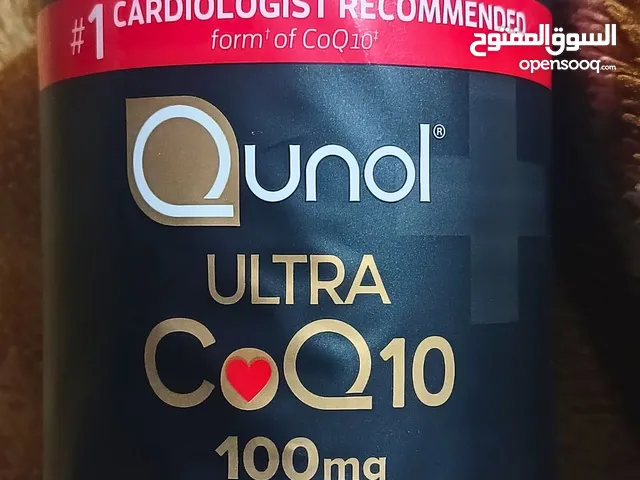 #1 CARDIOLOGIST RECOMMENDED
form† of CoQ10‡
السوق المفتوح
opensooq.com
Qunol®
ULTRA
CoQ10
100mg